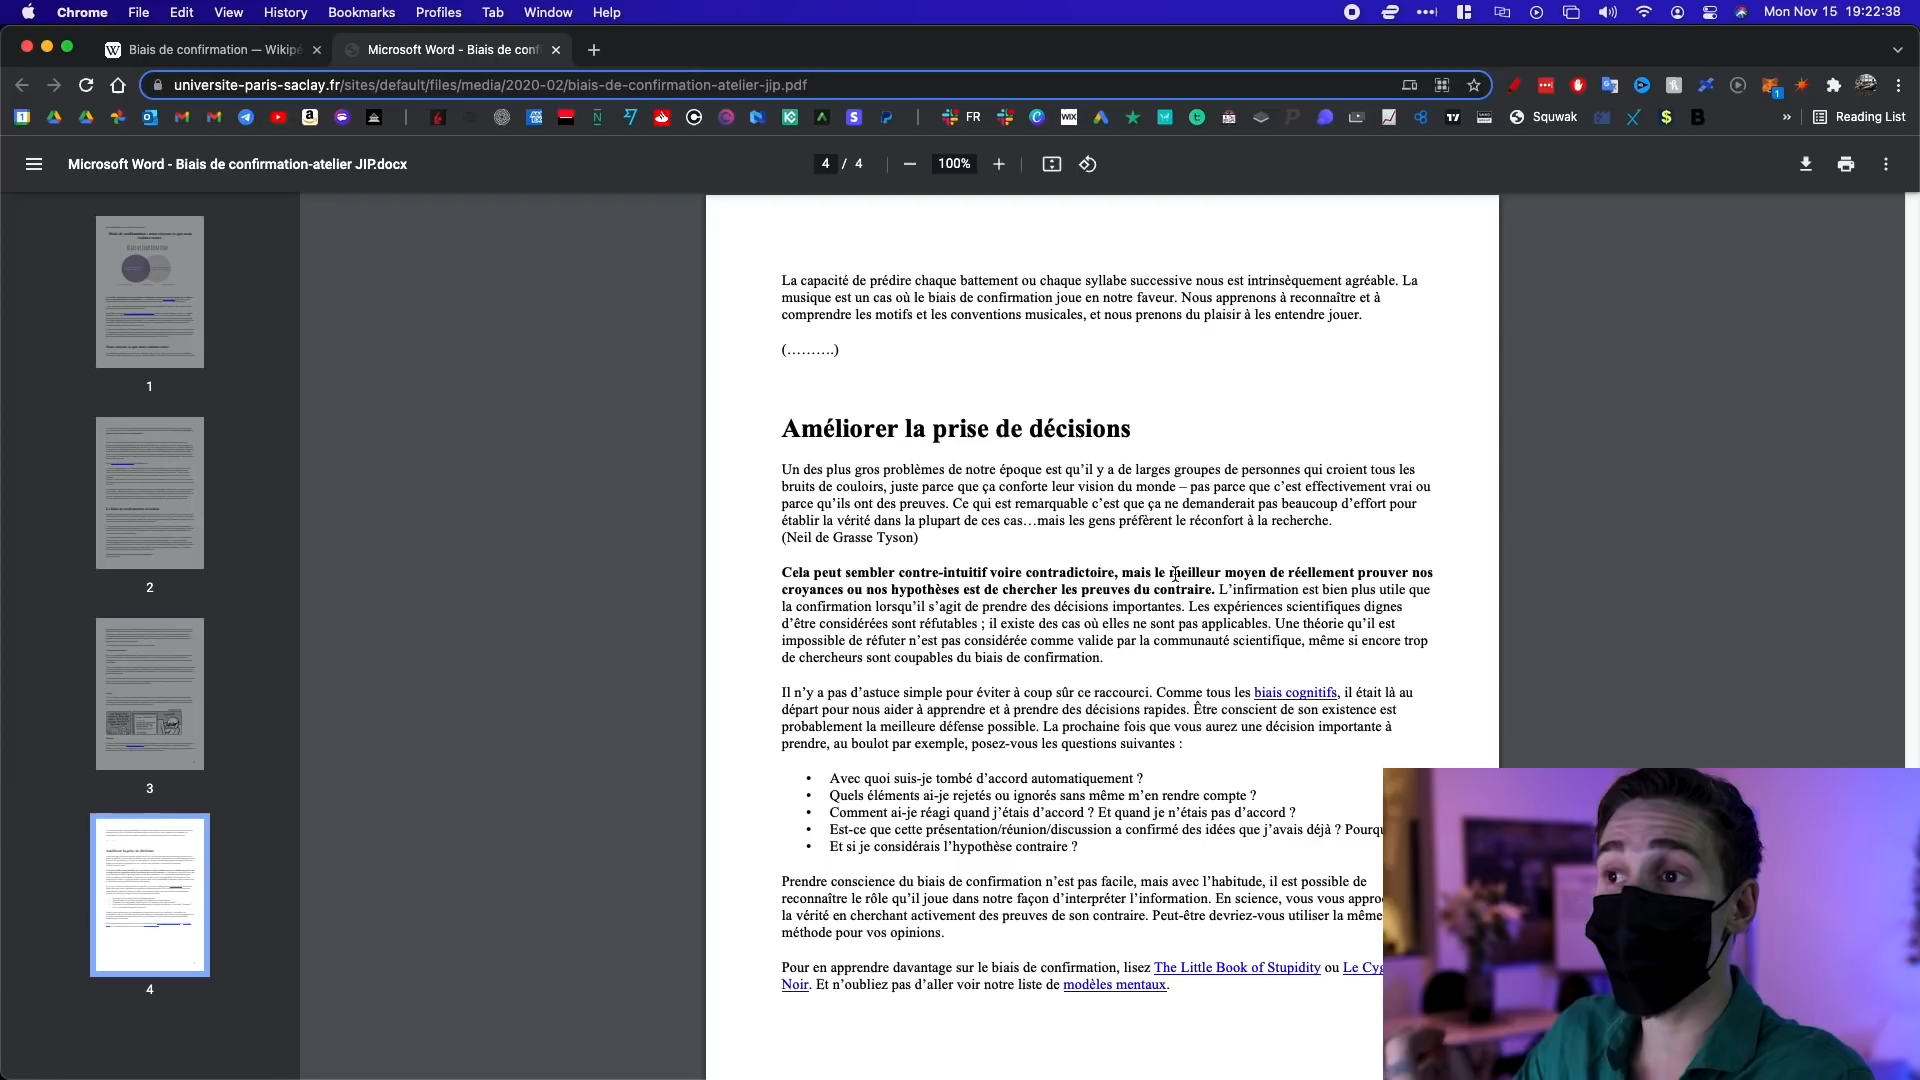 Chrome File Edit View History Bookmarks Profiles Tab Window Help Mon Nov 15 19:22:38
Biais de confirmation — Wikipé
Microsoft Word - Biais de conf
universite-paris-saclay.fr/sites/default/files/media/2020-02/biais-de-confirmation-atelier-jip.pdf
FR WIX Squwak Reading List
Microsoft Word - Biais de confirmation-atelier JIP.docx 4 / 4 100%
1
2
3
4
La capacité de prédire chaque battement ou chaque syllabe successive nous est intrinsèquement agréable. La
musique est un cas où le biais de confirmation joue en notre faveur. Nous apprenons à reconnaître et à
comprendre les motifs et les conventions musicales, et nous prenons du plaisir à les entendre jouer.
(……….)
Améliorer la prise de décisions
Un des plus gros problèmes de notre époque est qu’il y a de larges groupes de personnes qui croient tous les
bruits de couloirs, juste parce que ça conforte leur vision du monde – pas parce que c’est effectivement vrai ou
parce qu’ils ont des preuves. Ce qui est remarquable c’est que ça ne demanderait pas beaucoup d’effort pour
établir la vérité dans la plupart de ces cas…mais les gens préfèrent le réconfort à la recherche.
(Neil de Grasse Tyson)
Cela peut sembler contre-intuitif voire contradictoire, mais le meilleur moyen de réellement prouver nos
croyances ou nos hypothèses est de chercher les preuves du contraire. L’infirmation est bien plus utile que
la confirmation lorsqu’il s’agit de prendre des décisions importantes. Les expériences scientifiques dignes
d’être considérées sont réfutables ; il existe des cas où elles ne sont pas applicables. Une théorie qu’il est
impossible de réfuter n’est pas considérée comme valide par la communauté scientifique, même si encore trop
de chercheurs sont coupables du biais de confirmation.
Il n’y a pas d’astuce simple pour éviter à coup sûr ce raccourci. Comme tous les biais cognitifs, il était là au
départ pour nous aider à apprendre et à prendre des décisions rapides. Être conscient de son existence est
probablement la meilleure défense possible. La prochaine fois que vous aurez une décision importante à
prendre, au boulot par exemple, posez-vous les questions suivantes :
• Avec quoi suis-je tombé d’accord automatiquement ?
• Quels éléments ai-je rejetés ou ignorés sans même m’en rendre compte ?
• Comment ai-je réagi quand j’étais d’accord ? Et quand je n’étais pas d’accord ?
• Est-ce que cette présentation/réunion/discussion a confirmé des idées que j’avais déjà ? Pourqu
• Et si je considérais l’hypothèse contraire ?
Prendre conscience du biais de confirmation n’est pas facile, mais avec l’habitude, il est possible de
reconnaître le rôle qu’il joue dans notre façon d’interpréter l’information. En science, vous vous appro
la vérité en cherchant activement des preuves de son contraire. Peut-être devriez-vous utiliser la même
méthode pour vos opinions.
Pour en apprendre davantage sur le biais de confirmation, lisez The Little Book of Stupidity ou Le Cyg
Noir. Et n’oubliez pas d’aller voir notre liste de modèles mentaux.